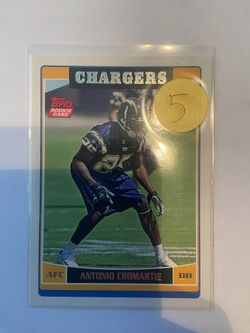 CHARGERS
5
TOPPS
ROOKIE CARD
ANTONIO CROMARTIE
AFC
DB